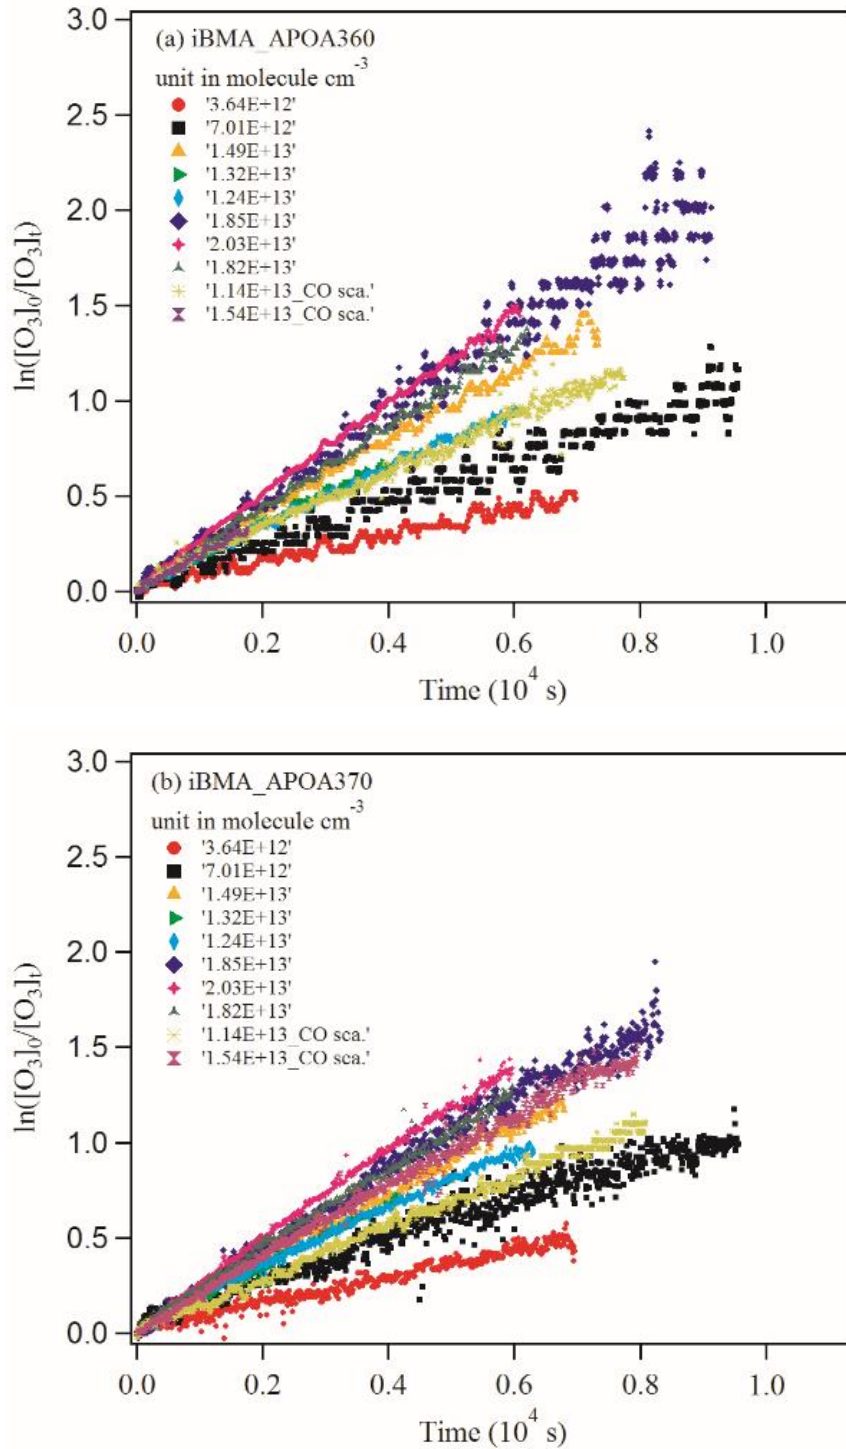 (a) iBMA_APOA360
unit in molecule cm⁻³
'3.64E+12'
'7.01E+12'
'1.49E+13'
'1.32E+13'
'1.24E+13'
'1.85E+13'
'2.03E+13'
'1.82E+13'
'1.14E+13_CO sca.'
'1.54E+13_CO sca.'
3.0
2.5
2.0
1.5
1.0
0.5
0.0
ln([O₃]₀/[O₃]ₜ)
0.0 0.2 0.4 0.6 0.8 1.0
Time (10⁴ s)
(b) iBMA_APOA370
unit in molecule cm⁻³
'3.64E+12'
'7.01E+12'
'1.49E+13'
'1.32E+13'
'1.24E+13'
'1.85E+13'
'2.03E+13'
'1.82E+13'
'1.14E+13_CO sca.'
'1.54E+13_CO sca.'
3.0
2.5
2.0
1.5
1.0
0.5
0.0
ln([O₃]₀/[O₃]ₜ)
0.0 0.2 0.4 0.6 0.8 1.0
Time (10⁴ s)